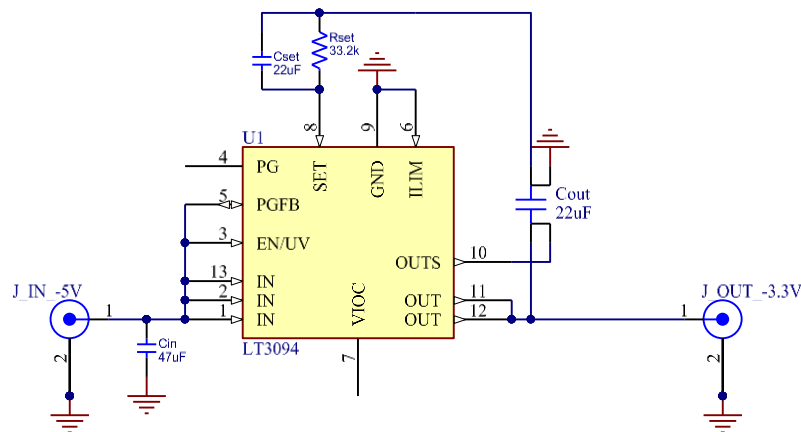 Cset
22uF
Rset
33.2k
U1
8
9
6
4
PG
SET
GND
ILIM
5
PGFB
3
EN/UV
Cout
22uF
OUTS
10
13
IN
2
IN
1
IN
VIOC
OUT
11
OUT
12
J_IN_-5V
1
2
Cin
47uF
LT3094
7
J_OUT_-3.3V
1
2